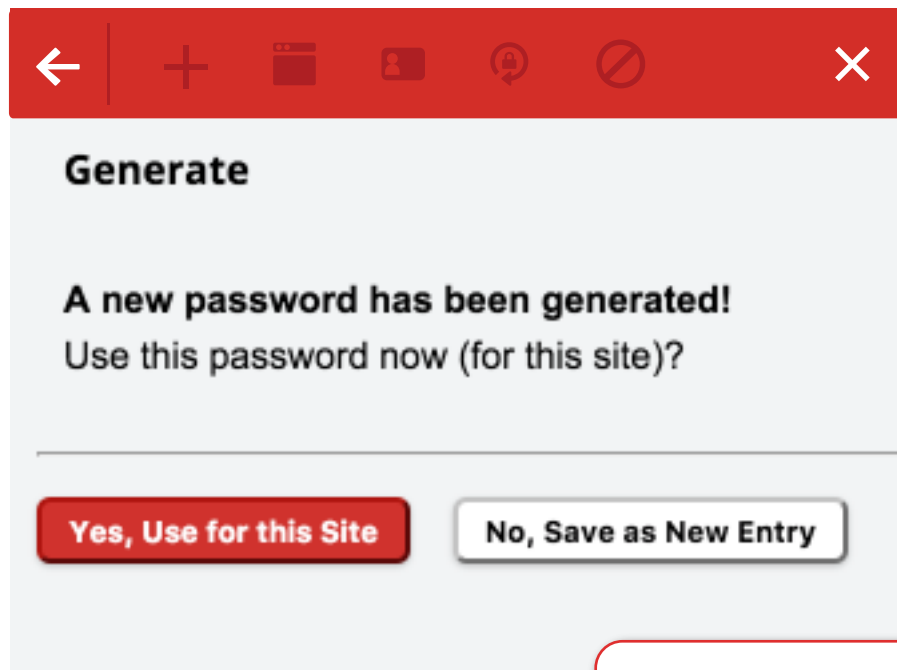 Generate
A new password has been generated!
Use this password now (for this site)?
Yes, Use for this Site
No, Save as New Entry